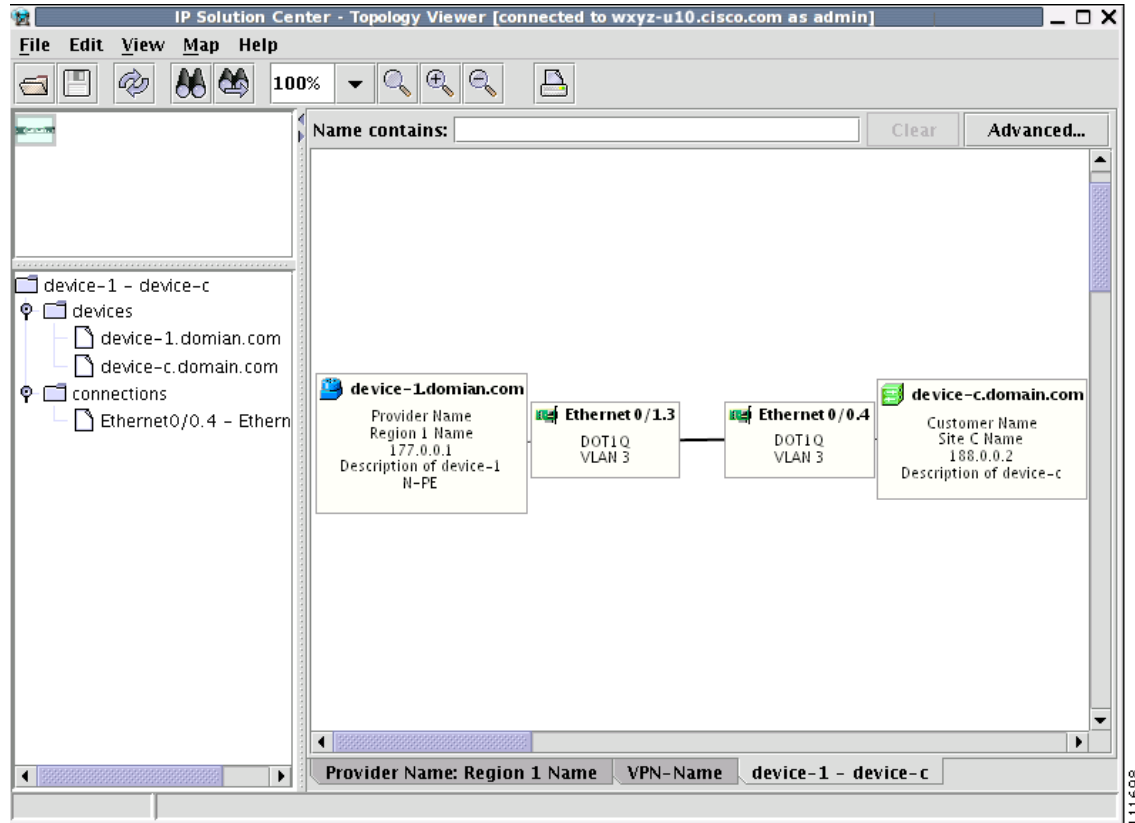 IP Solution Center - Topology Viewer [connected to wxyz-u10.cisco.com as admin]
File Edit View Map Help
100%
Name contains:
Clear
Advanced...
device-1 - device-c
devices
device-1.domian.com
device-c.domain.com
connections
Ethernet0/0.4 - Ethern
device-1.domian.com
Provider Name
Region 1 Name
177.0.0.1
Description of device-1
N-PE
Ethernet 0/1.3
DOT1Q
VLAN 3
Ethernet 0/0.4
DOT1Q
VLAN 3
device-c.domain.com
Customer Name
Site C Name
188.0.0.2
Description of device-c
Provider Name: Region 1 Name
VPN-Name
device-1 - device-c
111698